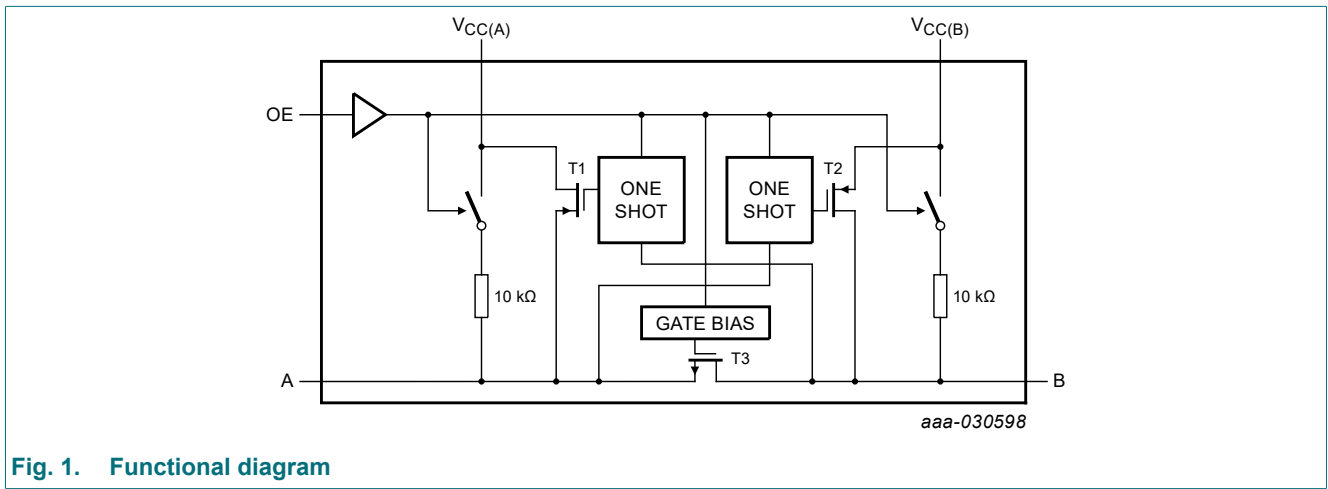 VCC(A)
VCC(B)
OE
T1
ONE
SHOT
ONE
SHOT
T2
10 kΩ
10 kΩ
GATE BIAS
T3
A
B
aaa-030598
Fig. 1. Functional diagram